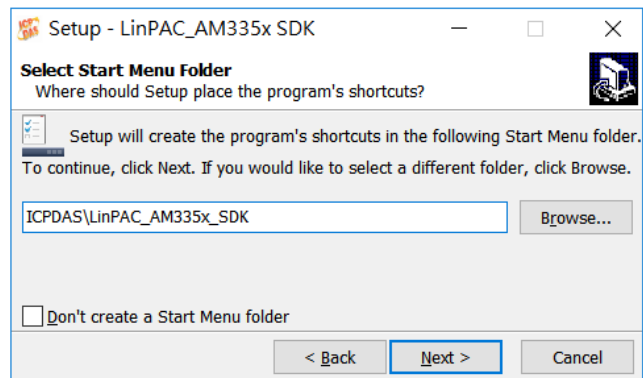 Setup - LinPAC_AM335x SDK
Select Start Menu Folder
Where should Setup place the program's shortcuts?
Setup will create the program's shortcuts in the following Start Menu folder.
To continue, click Next. If you would like to select a different folder, click Browse.
ICPDAS\LinPAC_AM335x_SDK
Browse...
Don't create a Start Menu folder
< Back
Next >
Cancel